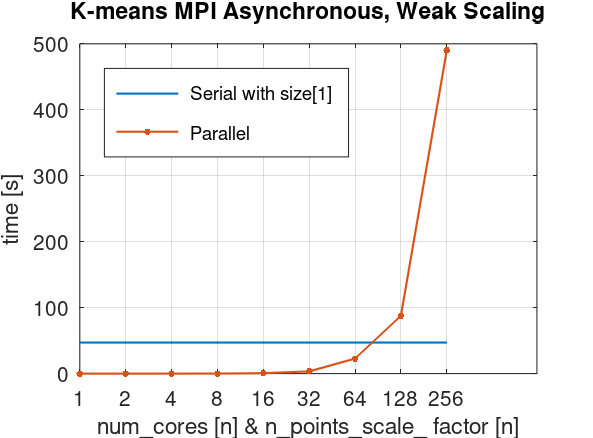 K-means MPI Asynchronous, Weak Scaling
500
400
300
200
100
0
time [s]
Serial with size[1]
Parallel
1 2 4 8 16 32 64 128 256
num_cores [n] & n_points_scale_ factor [n]